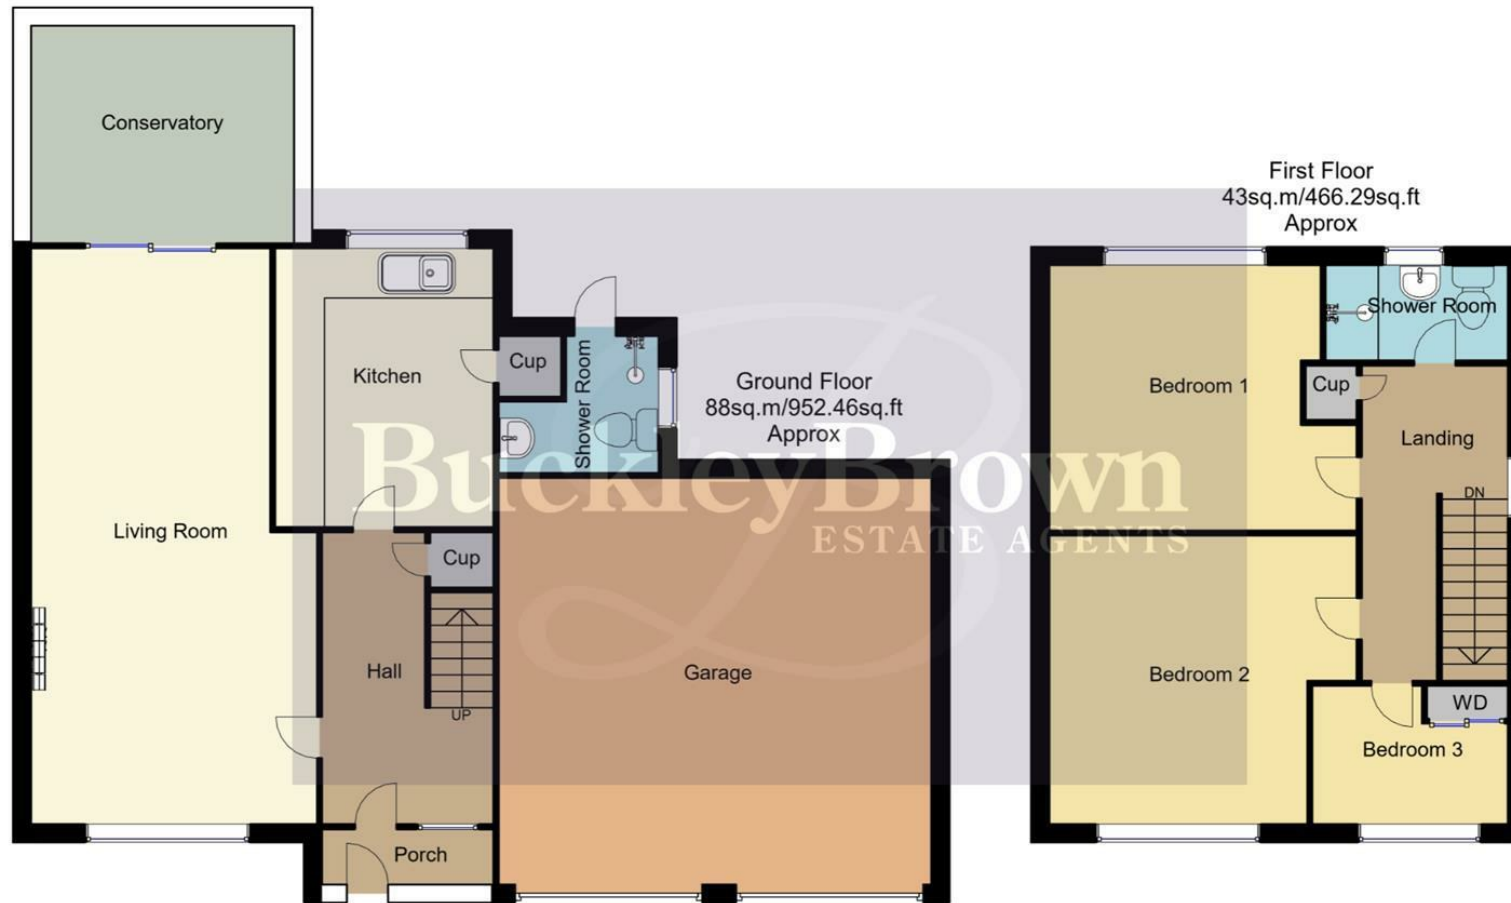 Conservatory
First Floor
43sq.m/466.29sq.ft
Approx
Shower Room
Kitchen
Cup
Shower Room
Ground Floor
88sq.m/952.46sq.ft
Approx
Bedroom 1
Cup
Landing
BuckleyBrown
ESTATE AGENTS
DN
Living Room
Cup
Hall
UP
Garage
Bedroom 2
WD
Bedroom 3
Porch